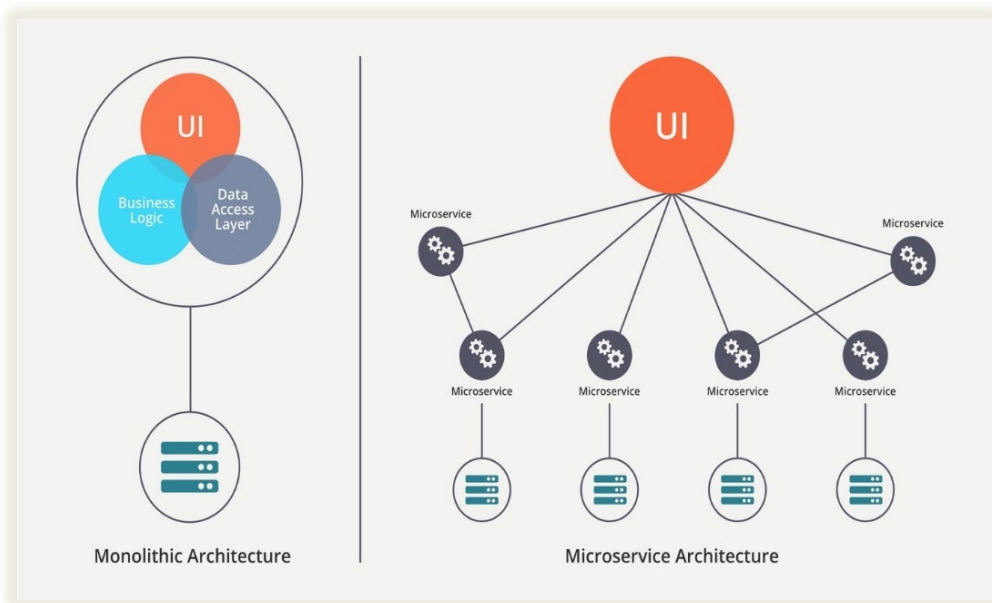 UI
Business
Logic
Data
Access
Layer
Monolithic Architecture
UI
Microservice
Microservice
Microservice
Microservice
Microservice
Microservice
Microservice Architecture